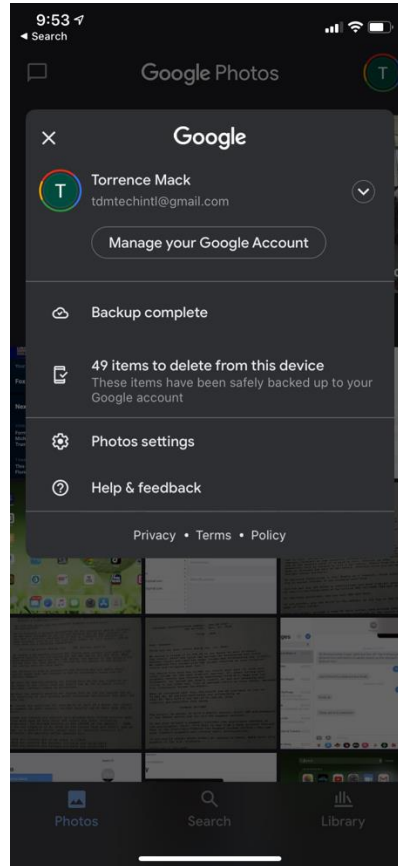 9:53
Search
Google Photos
T
Google
T
Torrence Mack
tdmtechintl@gmail.com
Manage your Google Account
Backup complete
49 items to delete from this device
These items have been safely backed up to your
Google account
Photos settings
Help & feedback
Privacy • Terms • Policy
Photos
Search
Library